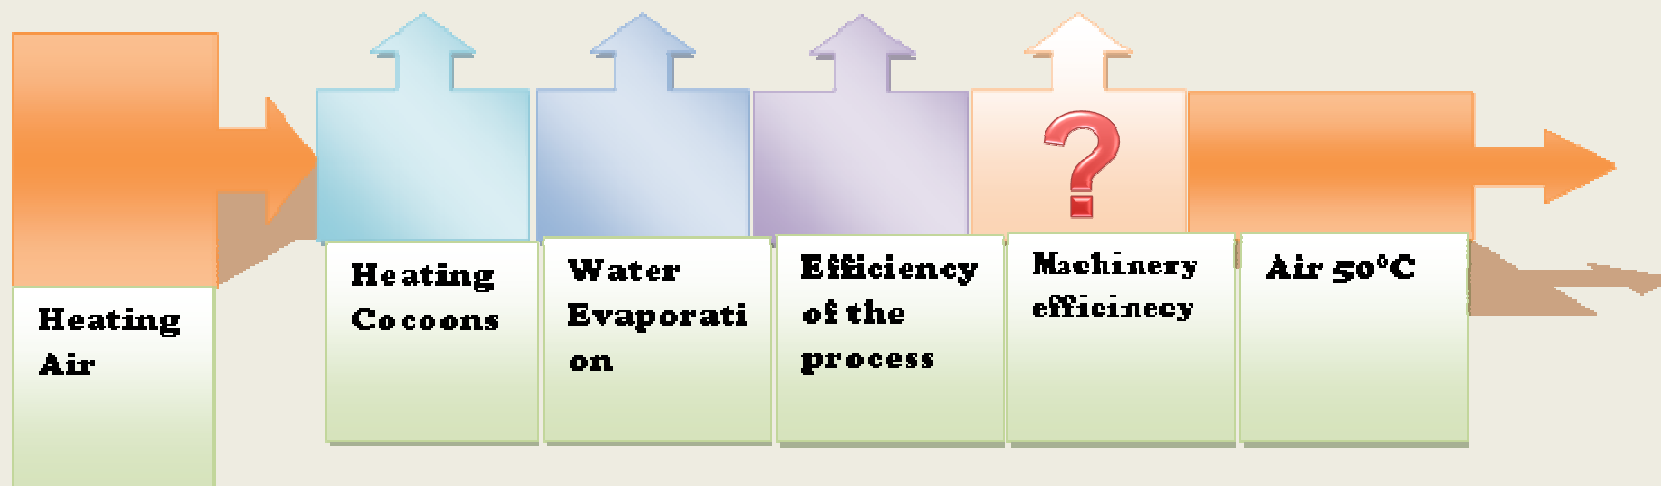 Heating
Air
Heating
Cocoons
Water
Evaporati
on
Efficiency
of the
process
?
Machinery
efficinecy
Air 50°C